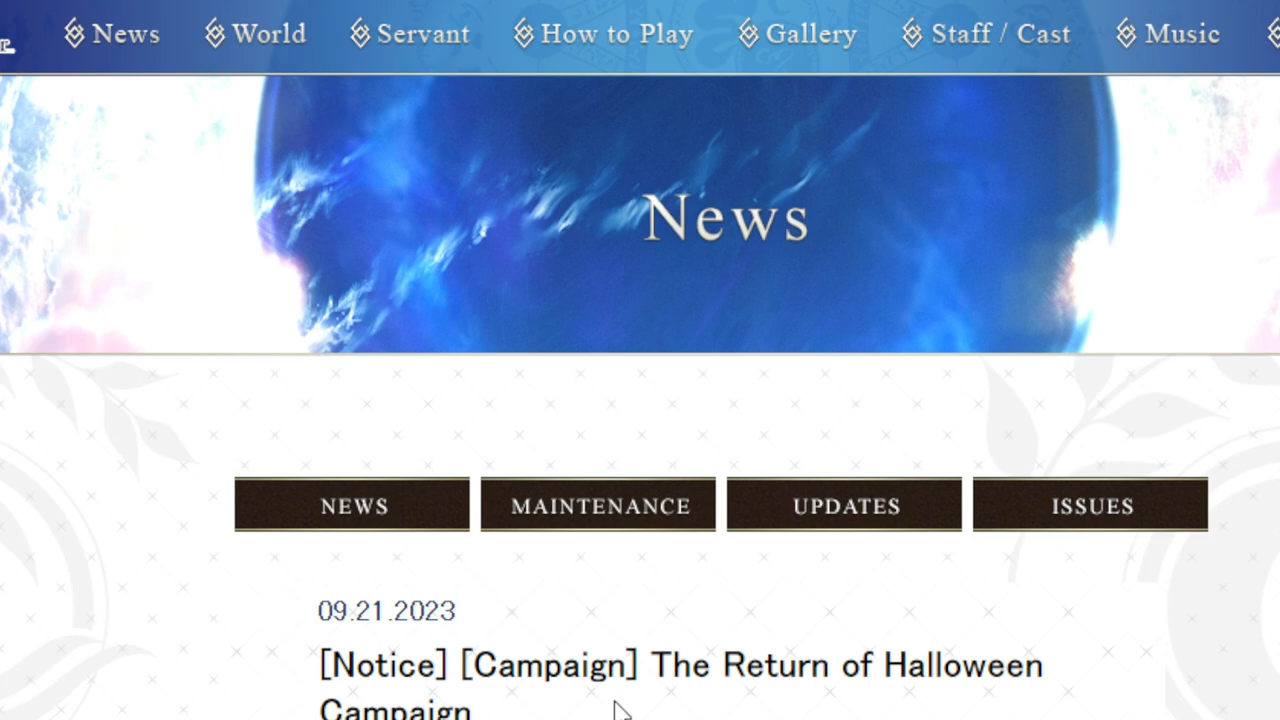 News World Servant How to Play Gallery Staff / Cast Music
News
NEWS MAINTENANCE UPDATES ISSUES
09.21.2023
[Notice] [Campaign] The Return of Halloween
Campaign